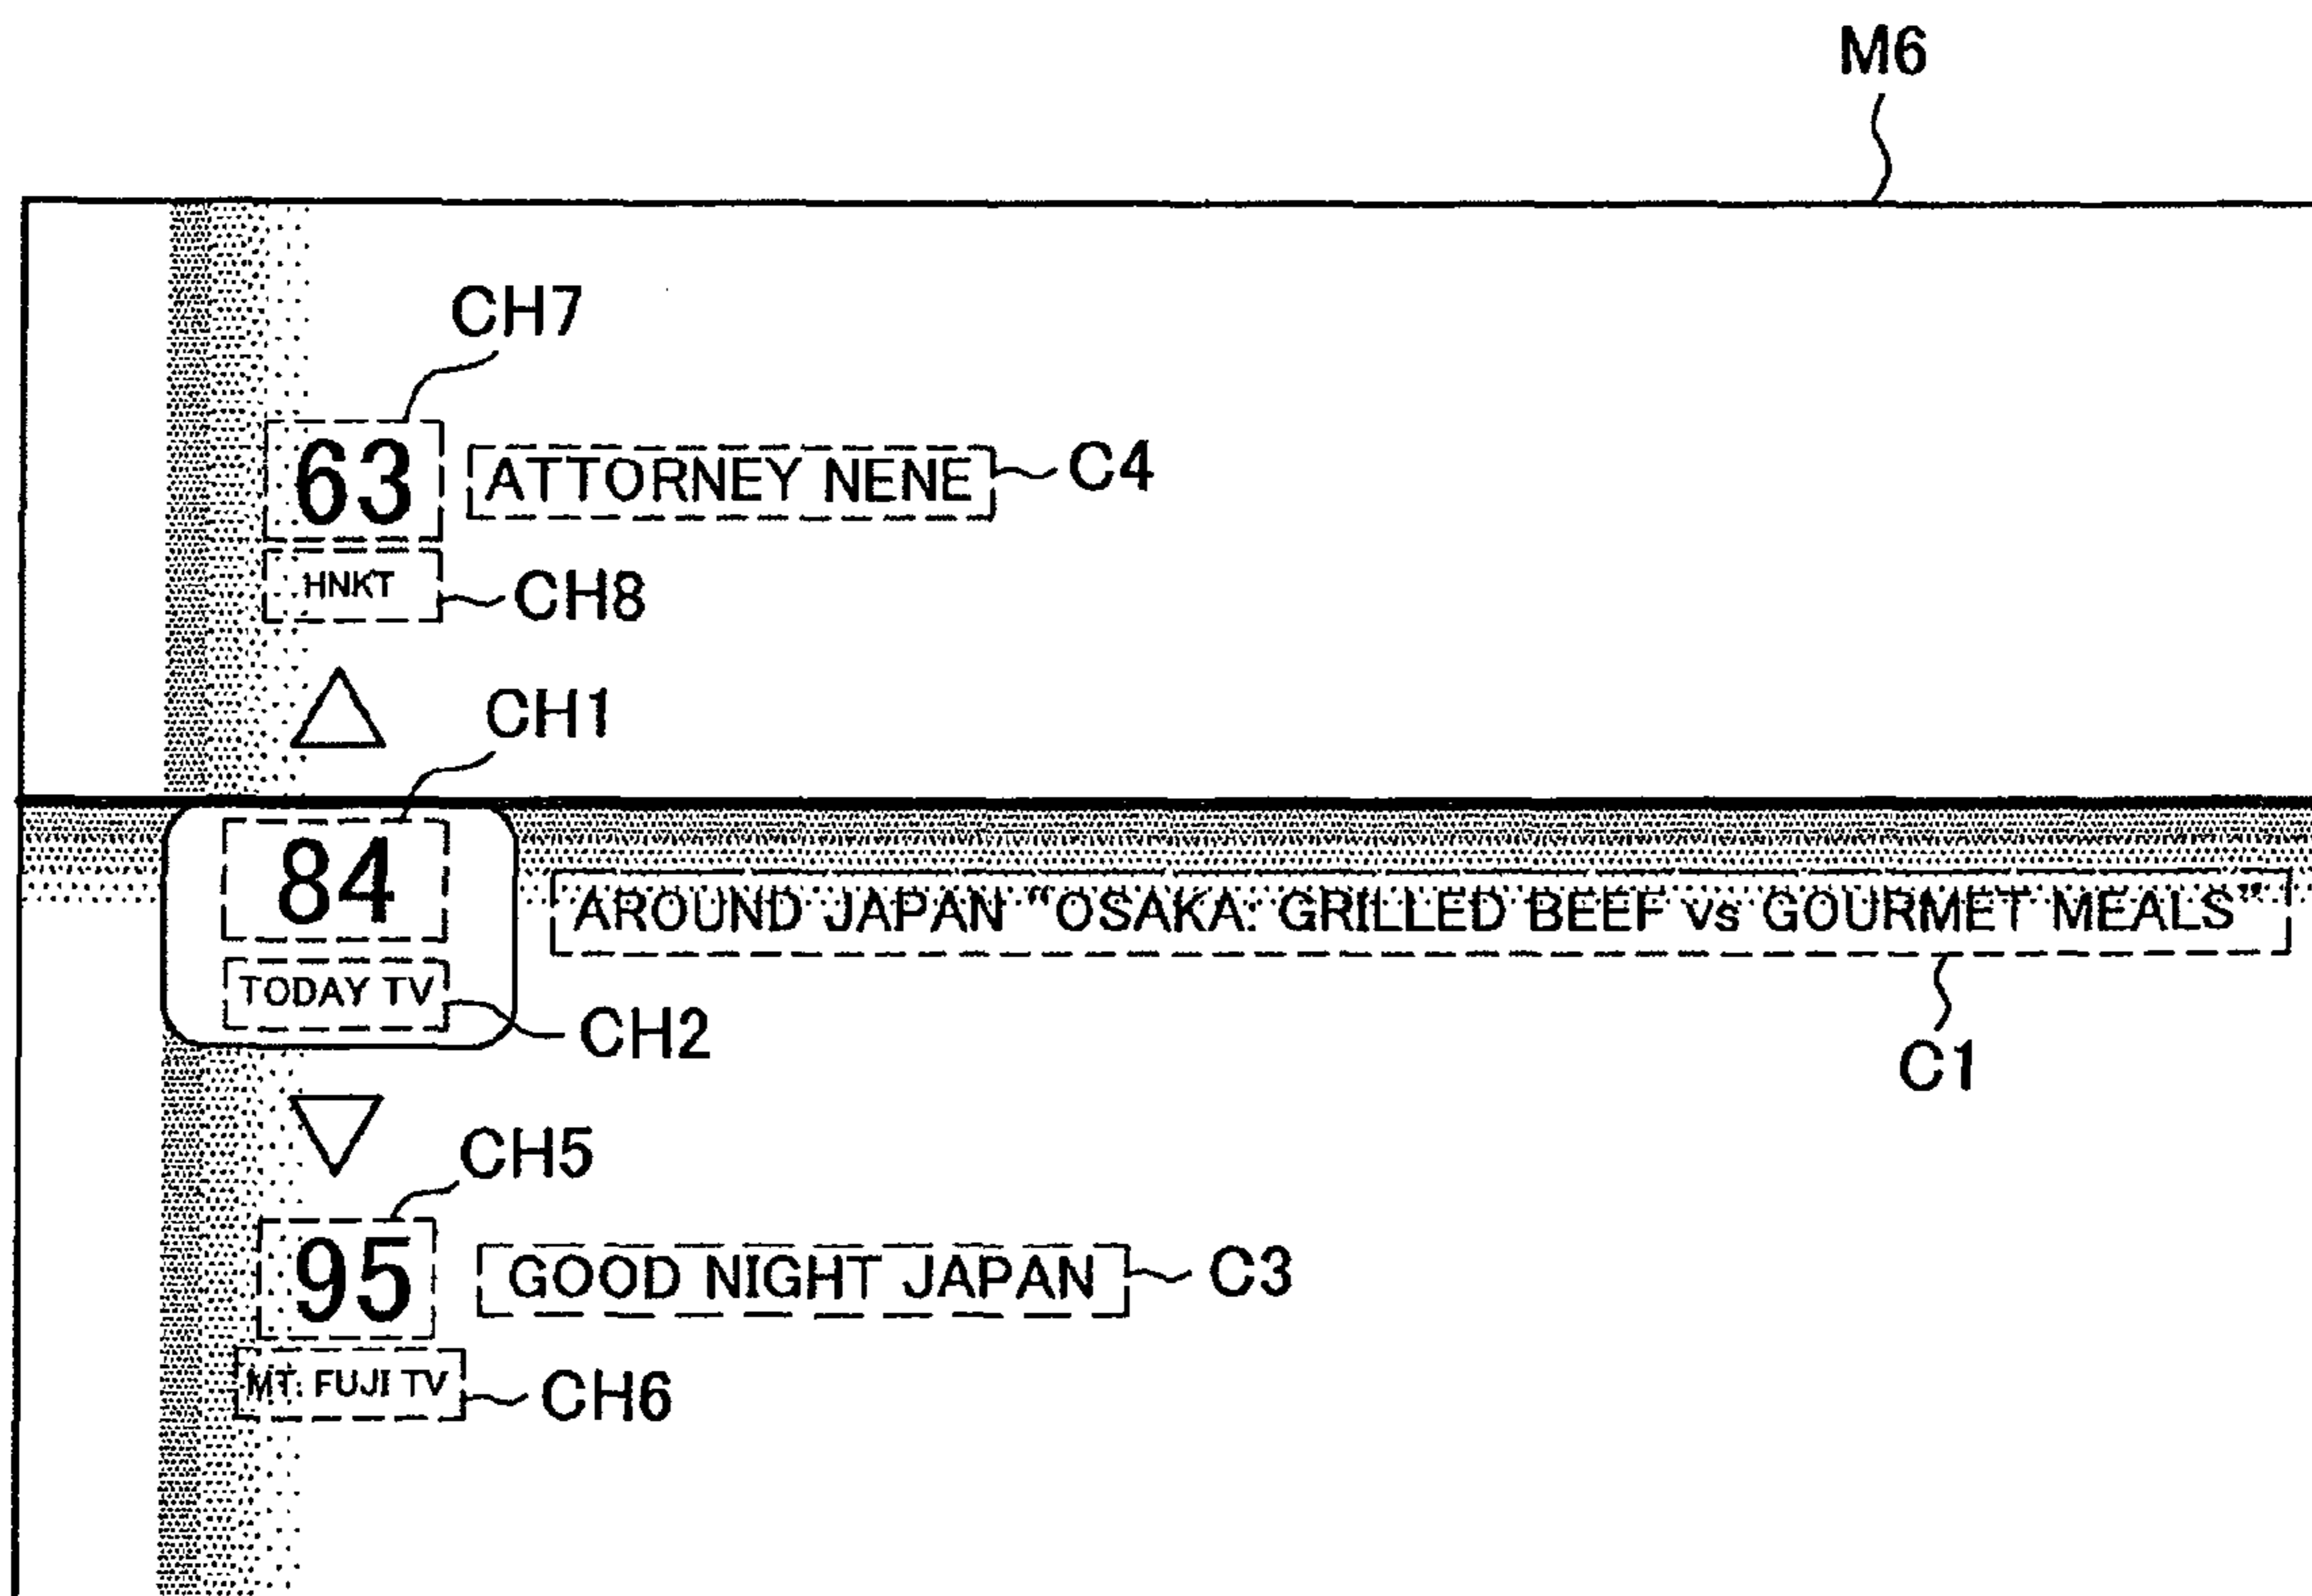 M6
CH7
63
ATTORNEY NENE
C4
HNKT
CH8
CH1
84
AROUND JAPAN “OSAKA: GRILLED BEEF vs GOURMET MEALS”
TODAY TV
CH2
C1
CH5
95
GOOD NIGHT JAPAN
C3
MT. FUJI TV
CH6